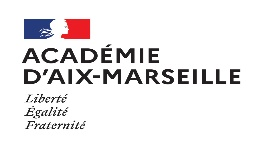 ACADÉMIE
D'AIX-MARSEILLE
Liberté
Égalité
Fraternité